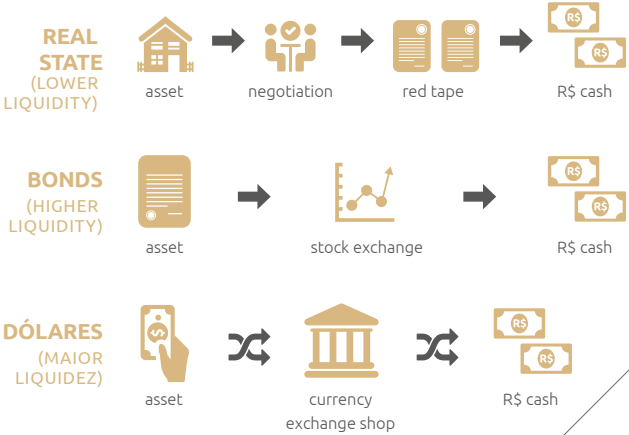 REAL
STATE
(LOWER
LIQUIDITY)
asset
negotiation
red tape
R$
R$
R$ cash
BONDS
(HIGHER
LIQUIDITY)
asset
stock exchange
R$
R$
R$ cash
DÓLARES
(MAIOR
LIQUIDEZ)
$
asset
currency
exchange shop
R$
R$
R$ cash